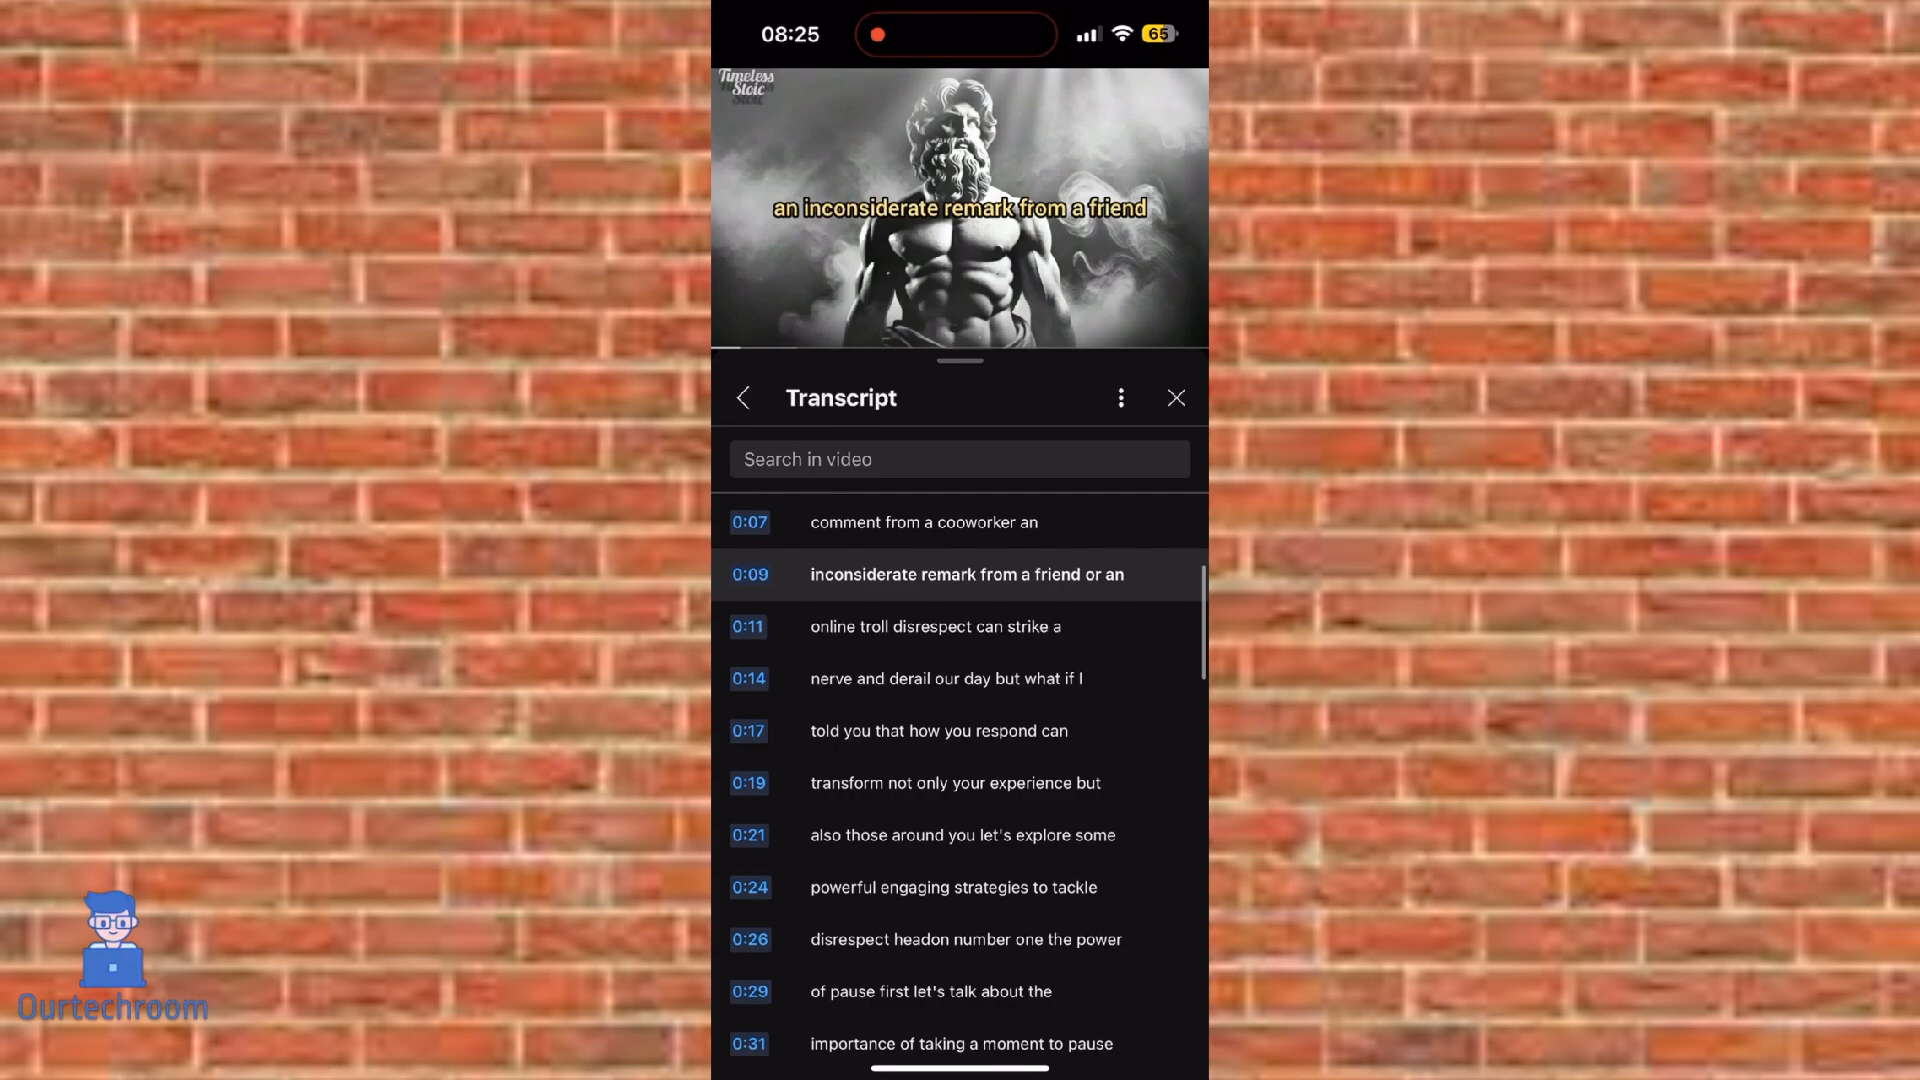 08:25
65
Timeless
Stoic
an inconsiderate remark from a friend
Transcript
Search in video
0:07 comment from a cooworker an
0:09 inconsiderate remark from a friend or an
0:11 online troll disrespect can strike a
0:14 nerve and derail our day but what if I
0:17 told you that how you respond can
0:19 transform not only your experience but
0:21 also those around you let's explore some
0:24 powerful engaging strategies to tackle
0:26 disrespect headon number one the power
0:29 of pause first let's talk about the
0:31 importance of taking a moment to pause
Ourtechroom